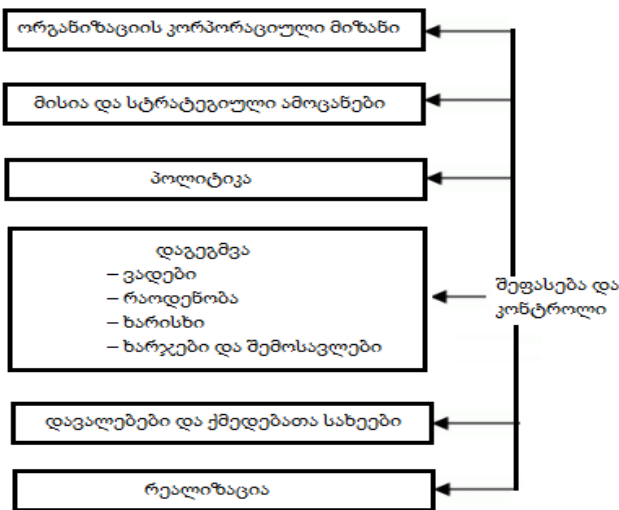 ორგანიზაციის კორპორაციული მიზანი
მისია და სტრატეგიული ამოცანები
პოლიტიკა
დაგეგმვა
– ვადები
– რაოდენობა
– ხარისხი
– ხარჯები და შემოსავლები
შეფასება და
კონტროლი
დავალებები და ქმედებათა სახეები
რეალიზაცია